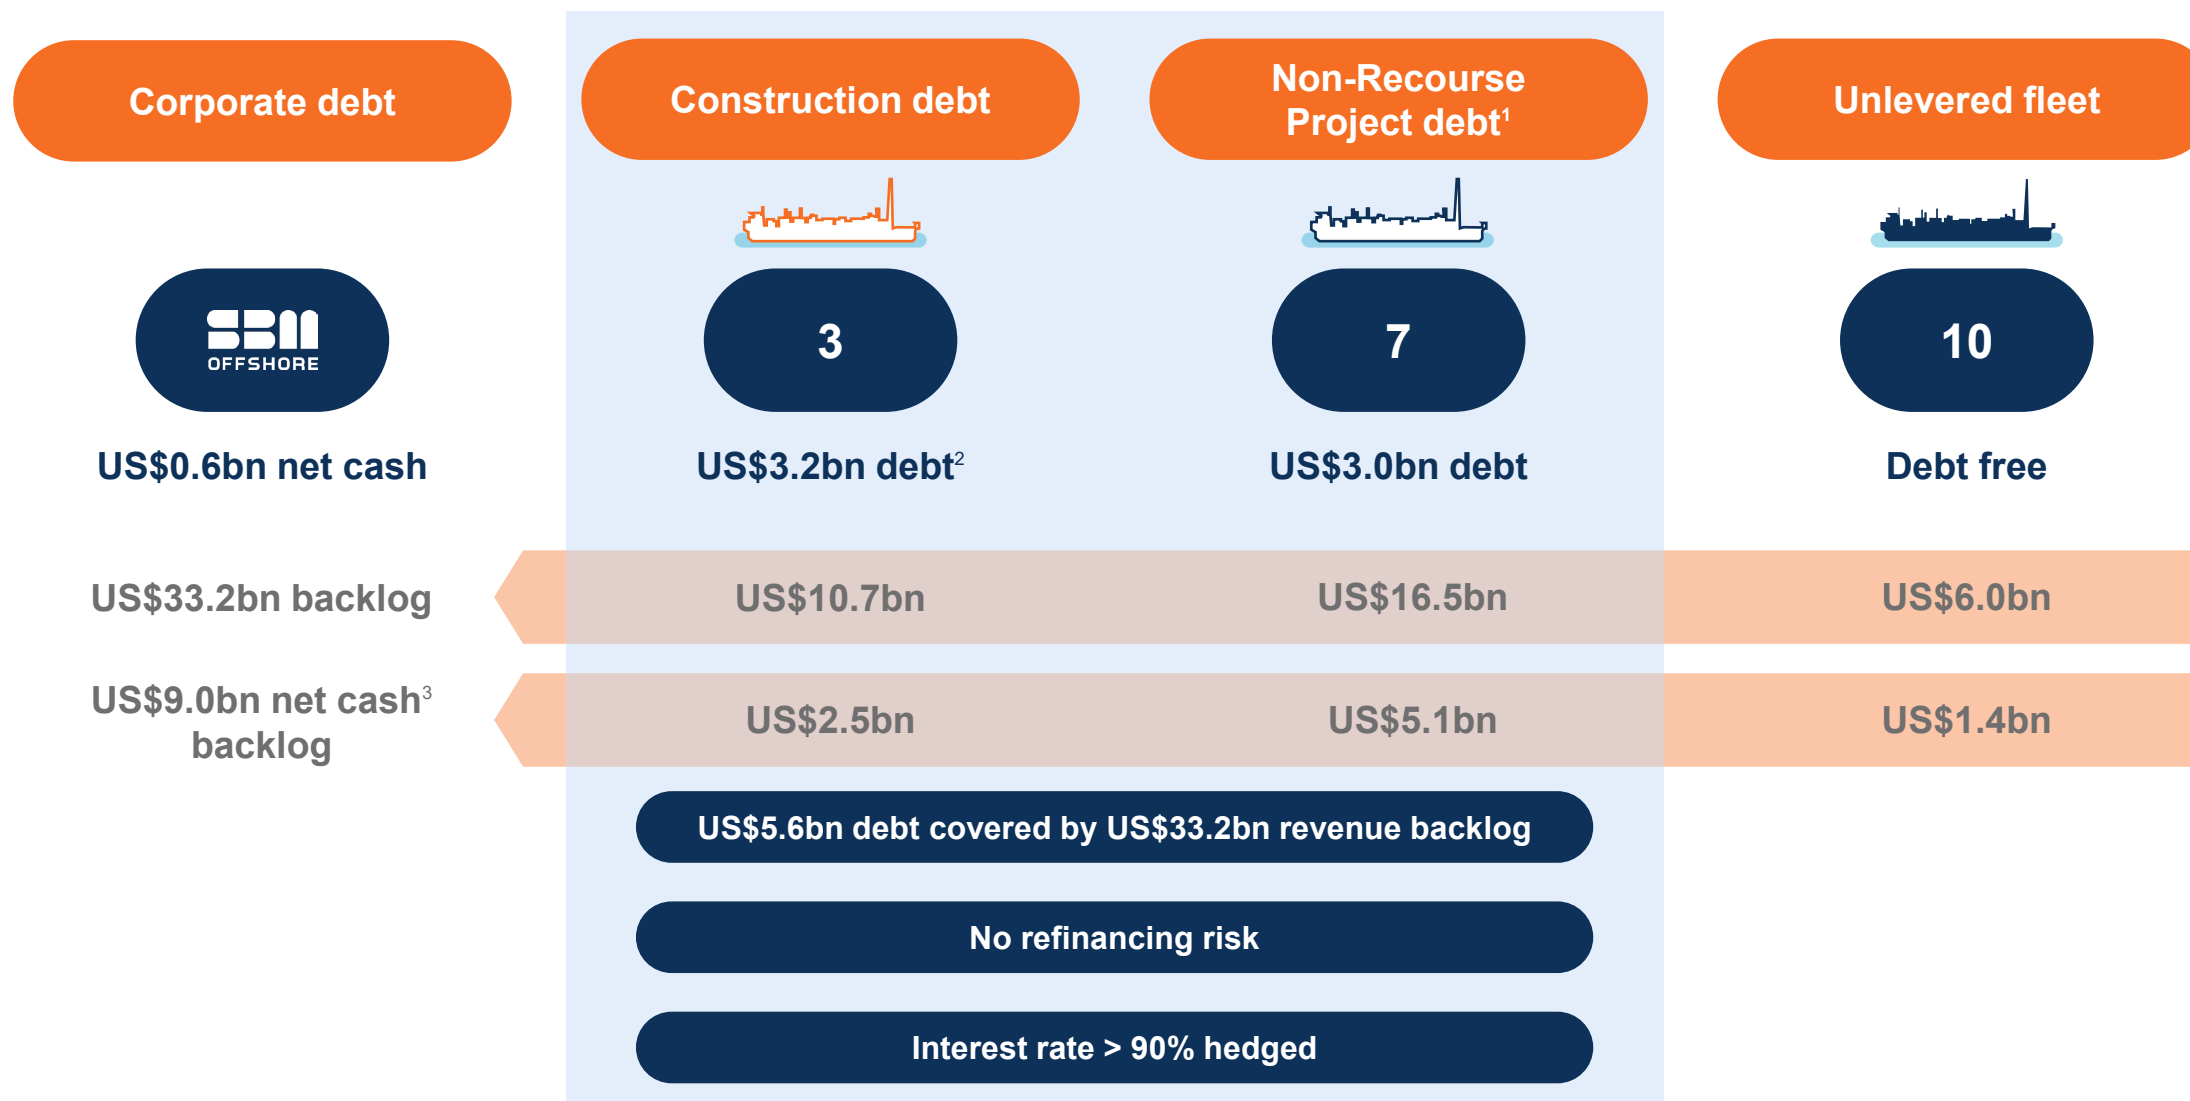 Corporate debt
Construction debt
Non-Recourse
Project debt¹
Unlevered fleet
SBM
OFFSHORE
3
7
10
US$0.6bn net cash
US$3.2bn debt²
US$3.0bn debt
Debt free
US$33.2bn backlog
US$10.7bn
US$16.5bn
US$6.0bn
US$9.0bn net cash³
backlog
US$2.5bn
US$5.1bn
US$1.4bn
US$5.6bn debt covered by US$33.2bn revenue backlog
No refinancing risk
Interest rate > 90% hedged